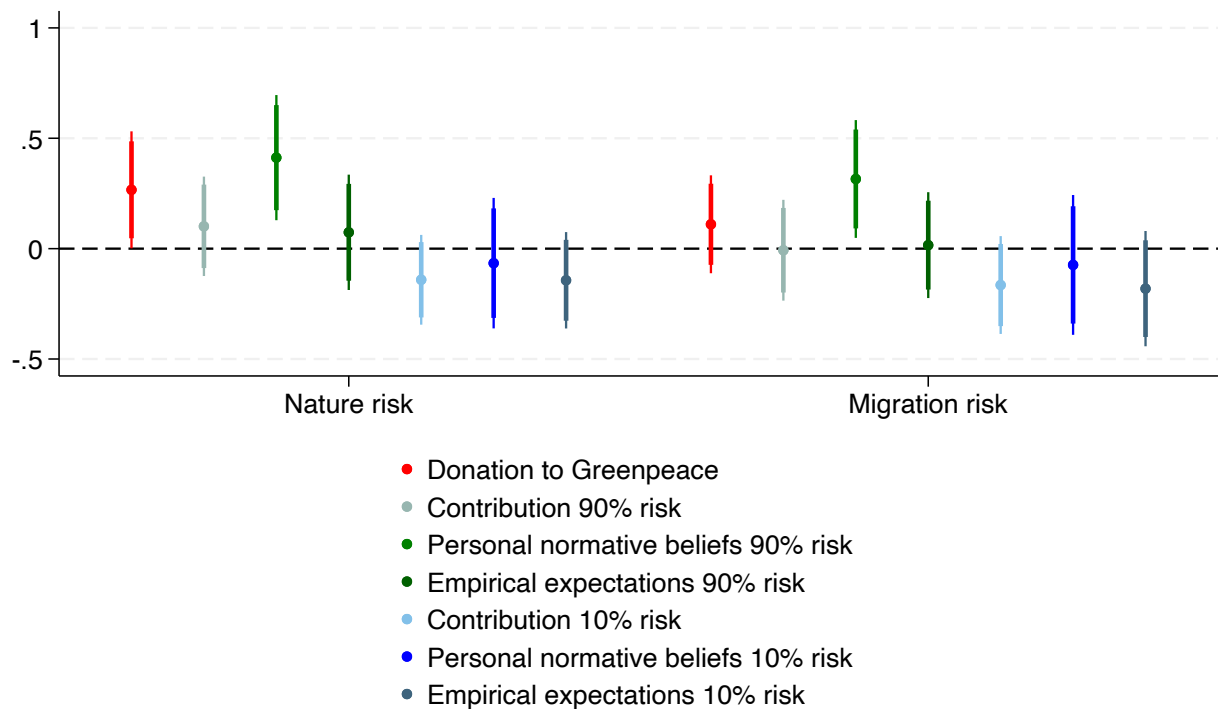 1
.5
0
-.5
Nature risk
Migration risk
Donation to Greenpeace
Contribution 90% risk
Personal normative beliefs 90% risk
Empirical expectations 90% risk
Contribution 10% risk
Personal normative beliefs 10% risk
Empirical expectations 10% risk